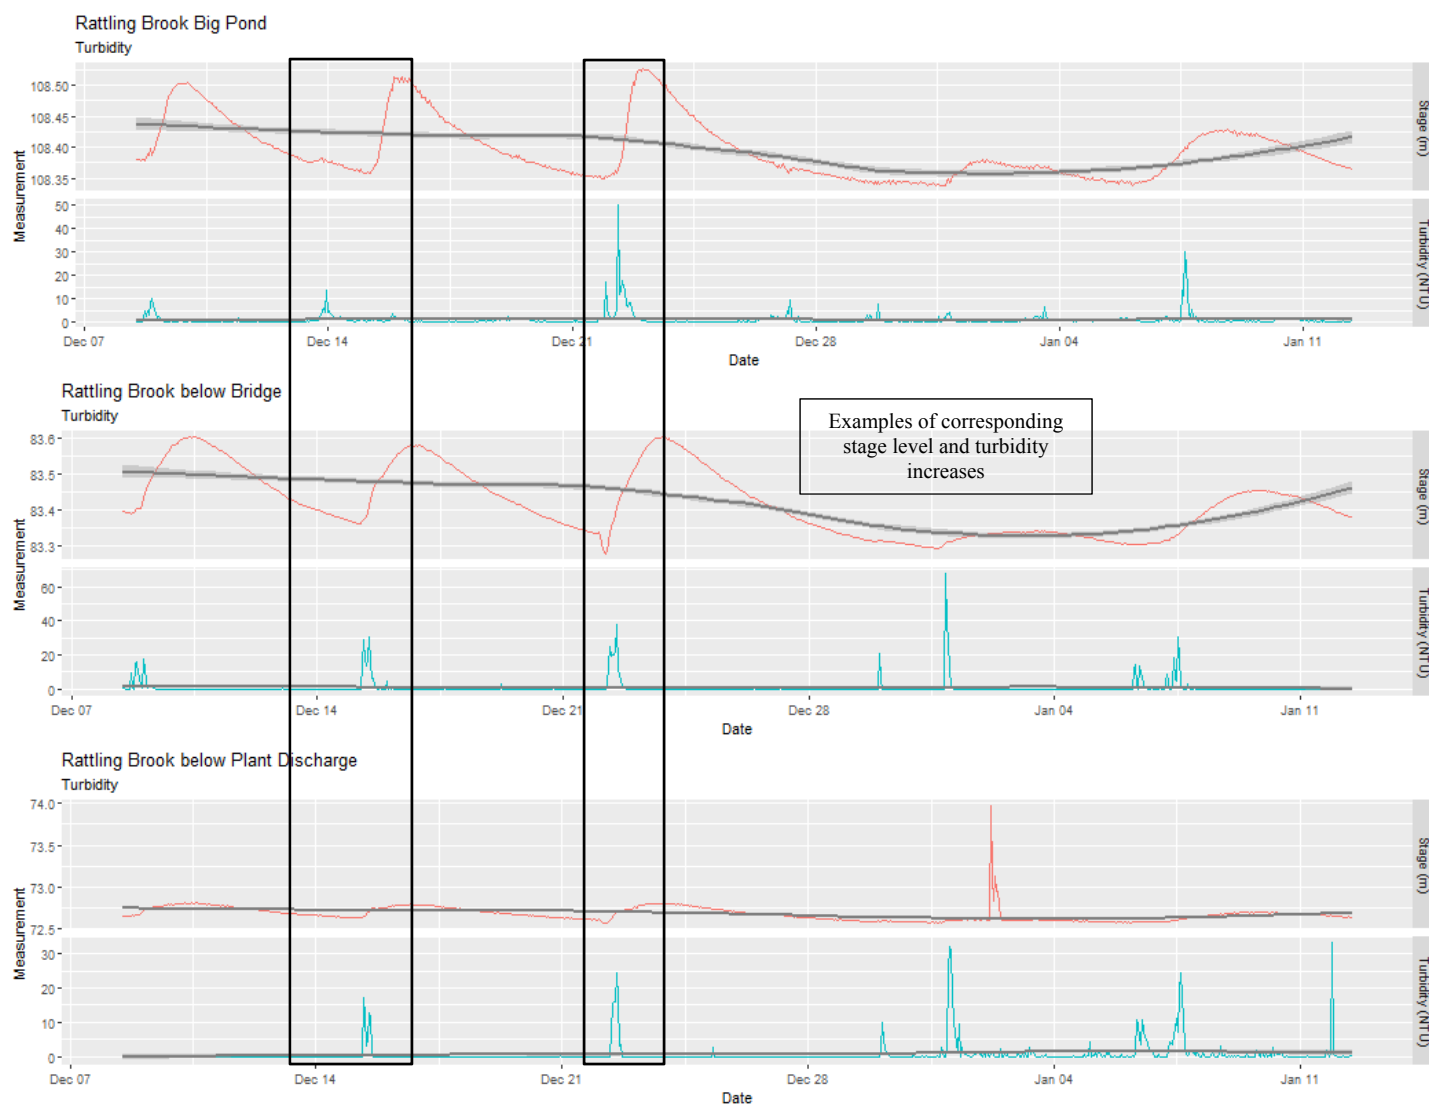 Rattling Brook Big Pond
Turbidity
108.50
108.45
108.40
108.35
Stage (m)
Measurement
50
40
30
20
10
0
Turbidity (NTU)
Dec 07
Dec 14
Dec 21
Dec 28
Jan 04
Jan 11
Date
Rattling Brook below Bridge
Turbidity
Examples of corresponding
stage level and turbidity
increases
83.6
83.5
83.4
83.3
Stage (m)
Measurement
60
40
20
0
Turbidity (NTU)
Dec 07
Dec 14
Dec 21
Dec 28
Jan 04
Jan 11
Date
Rattling Brook below Plant Discharge
Turbidity
74.0
73.5
73.0
72.5
Stage (m)
Measurement
30
20
10
0
Turbidity (NTU)
Dec 07
Dec 14
Dec 21
Dec 28
Jan 04
Jan 11
Date